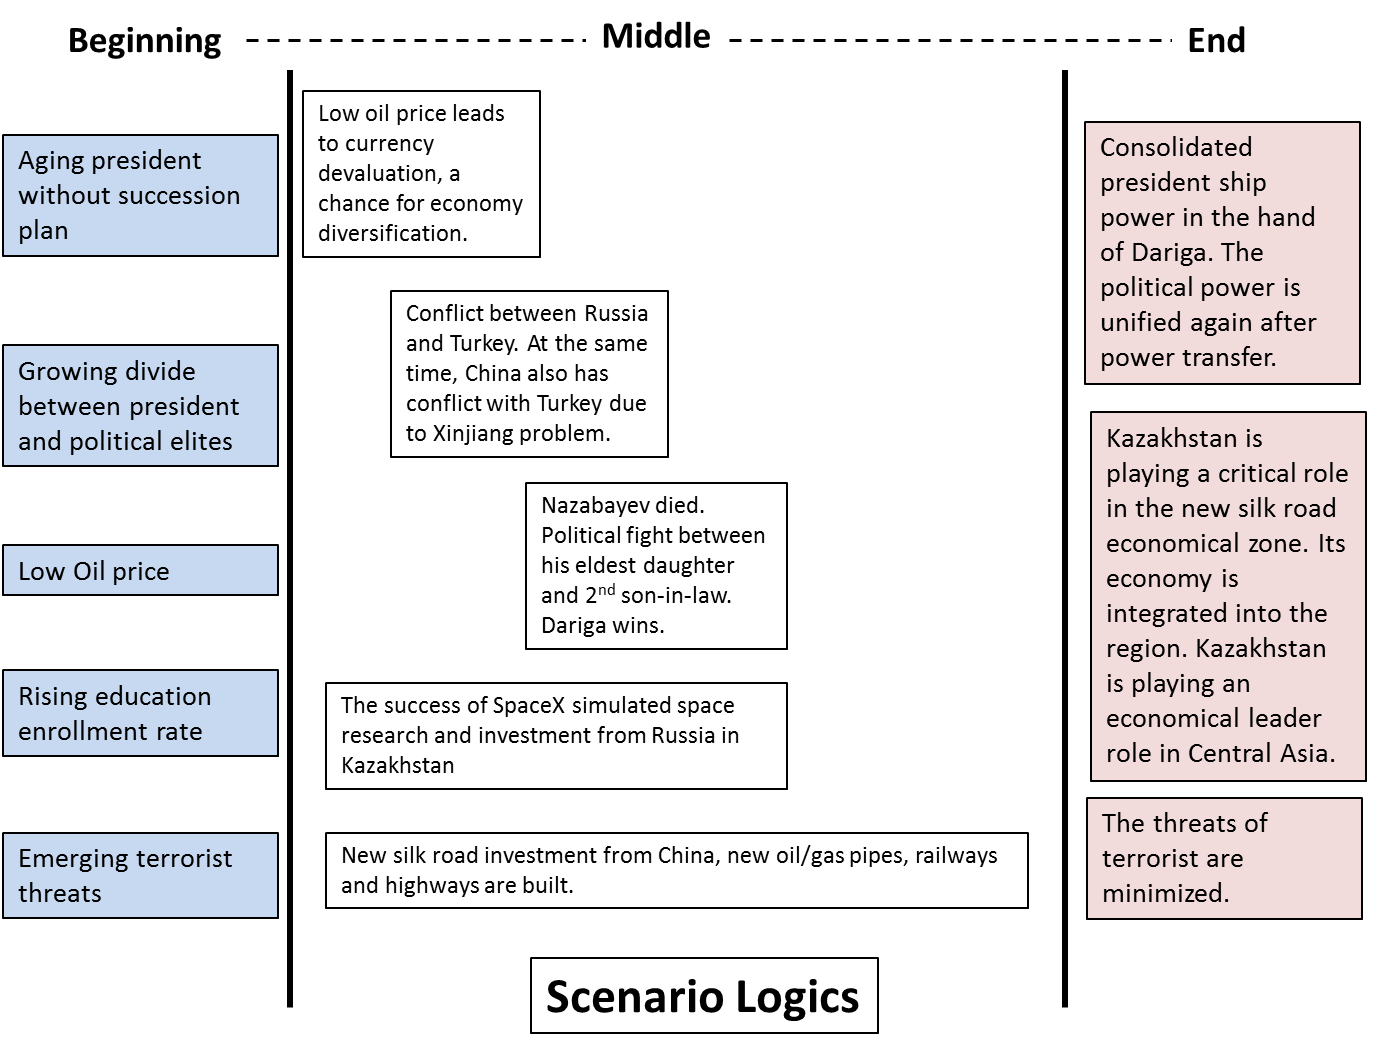 Beginning
Middle
End
Aging president
without succession
plan
Growing divide
between president
and political elites
Low Oil price
Rising education
enrollment rate
Emerging terrorist
threats
Low oil price leads
to currency
devaluation, a
chance for economy
diversification.
Conflict between Russia
and Turkey. At the same
time, China also has
conflict with Turkey due
to Xinjiang problem.
Nazabayev died.
Political fight between
his eldest daughter
and 2nd son-in-law.
Dariga wins.
The success of SpaceX simulated space
research and investment from Russia in
Kazakhstan
New silk road investment from China, new oil/gas pipes, railways
and highways are built.
Consolidated
president ship
power in the hand
of Dariga. The
political power is
unified again after
power transfer.
Kazakhstan is
playing a critical role
in the new silk road
economical zone. Its
economy is
integrated into the
region. Kazakhstan
is playing an
economical leader
role in Central Asia.
The threats of
terrorist are
minimized.
Scenario Logics